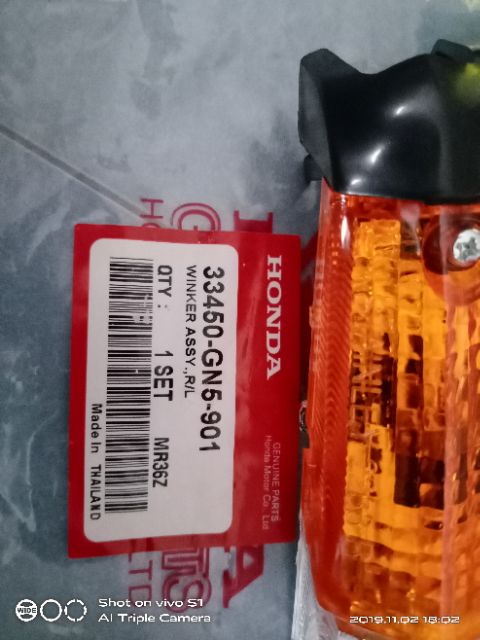 HONDA
GENUINE PARTS
Honda Motor Co., Ltd
33450-GN5-901
WINKER ASSY.,R/L
QTY : 1 SET MR36Z
Made In THAILAND
WIDE
Shot on vivo S1
AI Triple Camera
2019.11.02 18:02